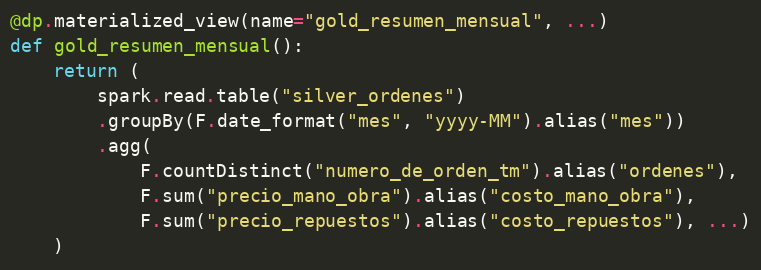 @dp.materialized_view(name="gold_resumen_mensual", ...)
def gold_resumen_mensual():
    return (
        spark.read.table("silver_ordenes")
        .groupBy(F.date_format("mes", "yyyy-MM").alias("mes"))
        .agg(
            F.countDistinct("numero_de_orden_tm").alias("ordenes"),
            F.sum("precio_mano_obra").alias("costo_mano_obra"),
            F.sum("precio_repuestos").alias("costo_repuestos"), ...)
    )